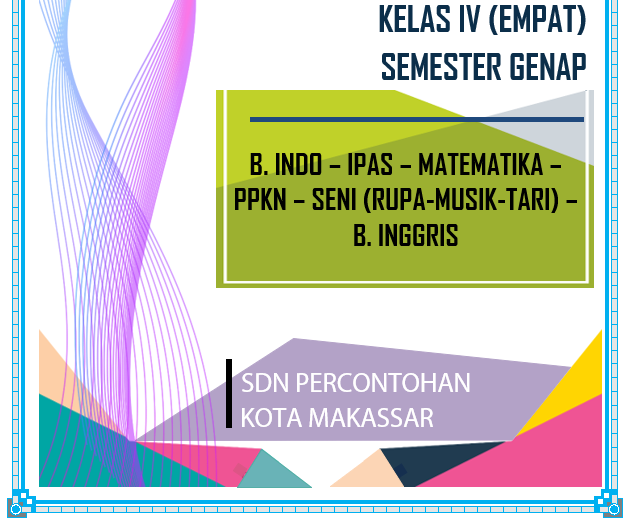 KELAS IV (EMPAT)
SEMESTER GENAP
B. INDO – IPAS – MATEMATIKA –
PPKN – SENI (RUPA-MUSIK-TARI) –
B. INGGRIS
SDN PERCONTOHAN
KOTA MAKASSAR